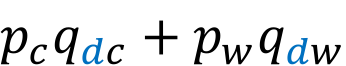 p_c q_{dc} + p_w q_{dw}